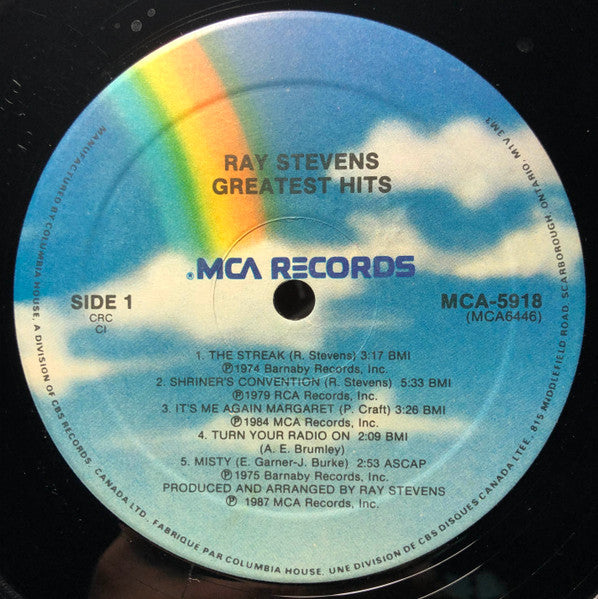 RAY STEVENS
GREATEST HITS
® MCA RECORDS
SIDE 1
CRC
CI
MCA-5918
(MCA6446)
1. THE STREAK (R. Stevens) 3:17 BMI
℗1974 Barnaby Records, Inc.
2. SHRINER'S CONVENTION (R. Stevens) 5:33 BMI
℗1979 RCA Records, Inc.
3. IT'S ME AGAIN MARGARET (P. Craft) 3:26 BMI
℗1984 MCA Records, Inc.
4. TURN YOUR RADIO ON 2:09 BMI
(A. E. Brumley)
5. MISTY (E. Garner-J. Burke) 2:53 ASCAP
℗1975 Barnaby Records, Inc.
PRODUCED AND ARRANGED BY RAY STEVENS
℗ 1987 MCA Records, Inc.
MANUFACTURED BY COLUMBIA HOUSE, A DIVISION OF CBS RECORDS CANADA LTD. FABRIQUE PAR COLUMBIA HOUSE, UNE DIVISION DE CBS DISQUES CANADA LTEE. 815 MIDDLEFIELD ROAD, SCARBOROUGH, ONTARIO, M1V 3M7